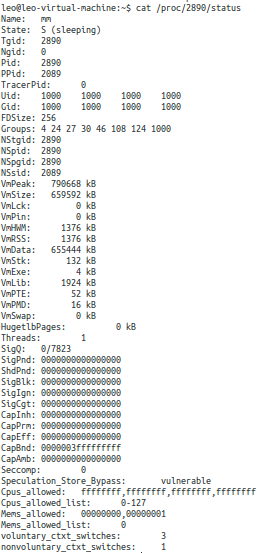 leo@leo-virtual-machine:~$ cat /proc/2890/status
Name:	mm
State:	S (sleeping)
Tgid:	2890
Ngid:	0
Pid:	2890
PPid:	2089
TracerPid:	0
Uid:	1000	1000	1000	1000
Gid:	1000	1000	1000	1000
FDSize:	256
Groups:	4 24 27 30 46 108 124 1000
NStgid:	2890
NSpid:	2890
NSpgid:	2890
NSsid:	2089
VmPeak:	  790668 kB
VmSize:	  659592 kB
VmLck:	       0 kB
VmPin:	       0 kB
VmHWM:	    1376 kB
VmRSS:	    1376 kB
VmData:	  655444 kB
VmStk:	     132 kB
VmExe:	       4 kB
VmLib:	    1924 kB
VmPTE:	      52 kB
VmPMD:	      16 kB
VmSwap:	       0 kB
HugetlbPages:	       0 kB
Threads:	1
SigQ:	0/7823
SigPnd:	0000000000000000
ShdPnd:	0000000000000000
SigBlk:	0000000000000000
SigIgn:	0000000000000000
SigCgt:	0000000000000000
CapInh:	0000000000000000
CapPrm:	0000000000000000
CapEff:	0000000000000000
CapBnd:	0000003fffffffff
CapAmb:	0000000000000000
Seccomp:	0
Speculation_Store_Bypass:	vulnerable
Cpus_allowed:	ffffffff,ffffffff,ffffffff,ffffffff
Cpus_allowed_list:	0-127
Mems_allowed:	00000000,00000001
Mems_allowed_list:	0
voluntary_ctxt_switches:	3
nonvoluntary_ctxt_switches:	1